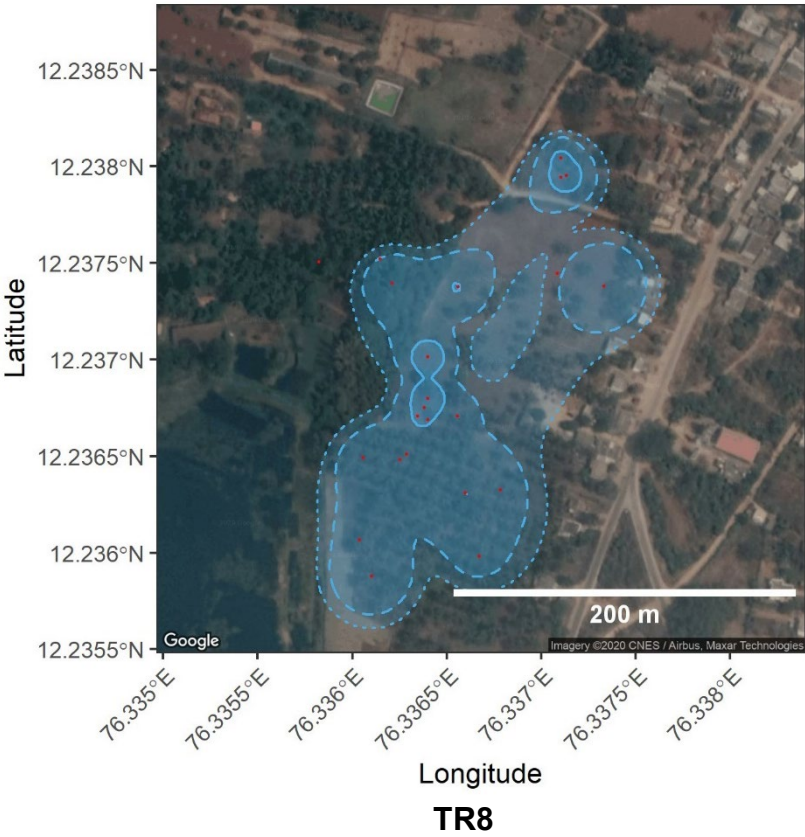 12.2385°N
12.238°N
12.2375°N
12.237°N
12.2365°N
12.236°N
12.2355°N
Latitude
200 m
Google
Imagery ©2020 CNES / Airbus, Maxar Technologies
76.335°E
76.3355°E
76.336°E
76.3365°E
76.337°E
76.3375°E
76.338°E
Longitude
TR8